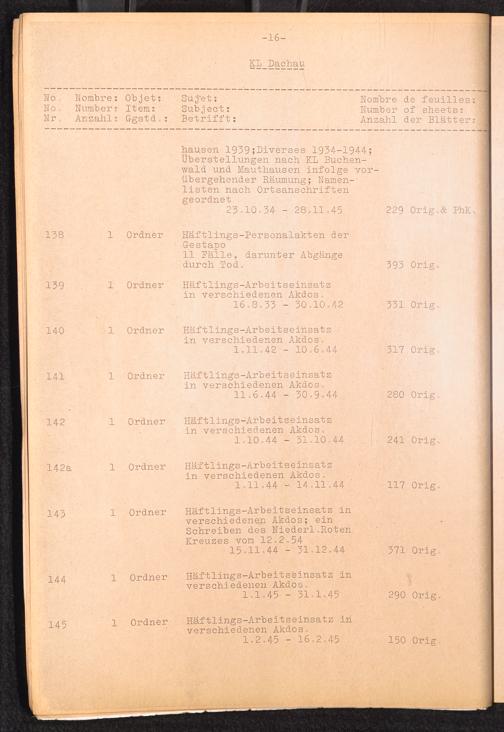 -16-
KL Dachau
No. Nombre: Objet: Sujet: Nombre de feuilles:
No. Number: Item: Subject: Number of sheets:
Nr. Anzahl: Ggstd.: Betrifft: Anzahl der Blätter:
hausen 1939;Diverses 1934-1944;
Überstellungen nach KL Buchen-
wald und Mauthausen infolge vor-
übergehender Räumung; Namen-
listen nach Ortsanschriften
geordnet
23.10.34 - 28.11.45 229 Orig.& PhK.
138 1 Ordner Häftlings-Personalakten der
Gestapo
11 Fälle, darunter Abgänge
durch Tod. 393 Orig.
139 1 Ordner Häftlings-Arbeitseinsatz
in verschiedenen Akdos.
16.8.33 - 30.10.42 331 Orig.
140 1 Ordner Häftlings-Arbeitseinsatz
in verschiedenen Akdos.
1.11.42 - 10.6.44 317 Orig.
141 1 Ordner Häftlings-Arbeitseinsatz
in verschiedenen Akdos.
11.6.44 - 30.9.44 280 Orig.
142 1 Ordner Häftlings-Arbeitseinsatz
in verschiedenen Akdos.
1.10.44 - 31.10.44 241 Orig.
142a 1 Ordner Häftlings-Arbeitseinsatz
in verschiedenen Akdos.
1.11.44 - 14.11.44 117 Orig.
143 1 Ordner Häftlings-Arbeitseinsatz in
verschiedenen Akdos; ein
Schreiben des Niederl.Roten
Kreuzes vom 12.2.54
15.11.44 - 31.12.44 371 Orig.
144 1 Ordner Häftlings-Arbeitseinsatz in
verschiedenen Akdos.
1.1.45 - 31.1.45 290 Orig.
145 1 Ordner Häftlings-Arbeitseinsatz in
verschiedenen Akdos.
1.2.45 - 16.2.45 150 Orig.